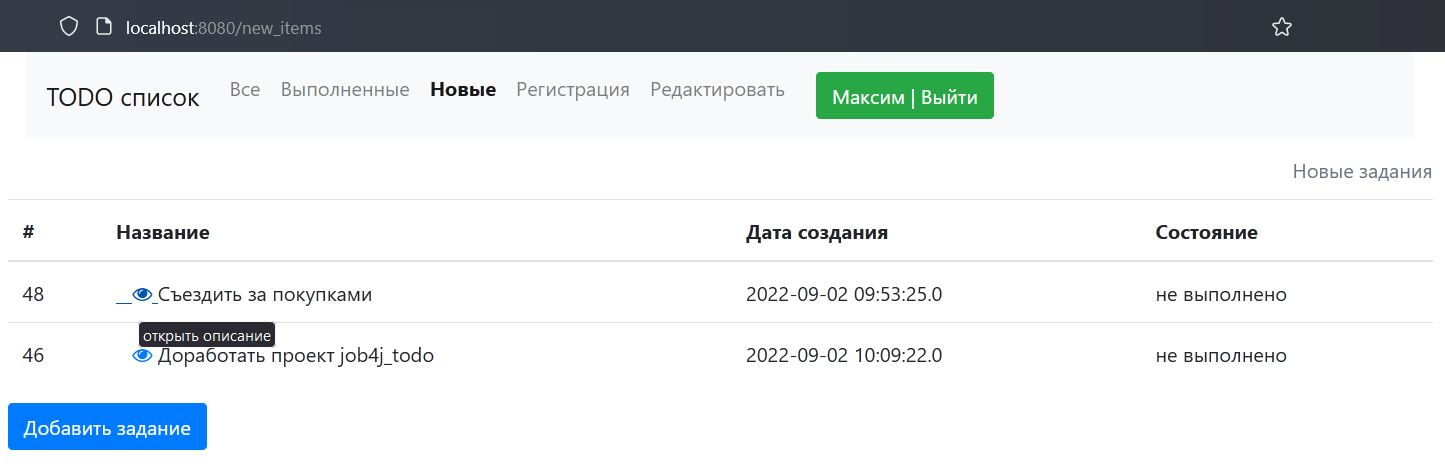 localhost:8080/new_items
TODO список Все Выполненные Новые Регистрация Редактировать Максим | Выйти
Новые задания
# Название Дата создания Состояние
48 Съездить за покупками 2022-09-02 09:53:25.0 не выполнено
открыть описание
46 Доработать проект job4j_todo 2022-09-02 10:09:22.0 не выполнено
Добавить задание